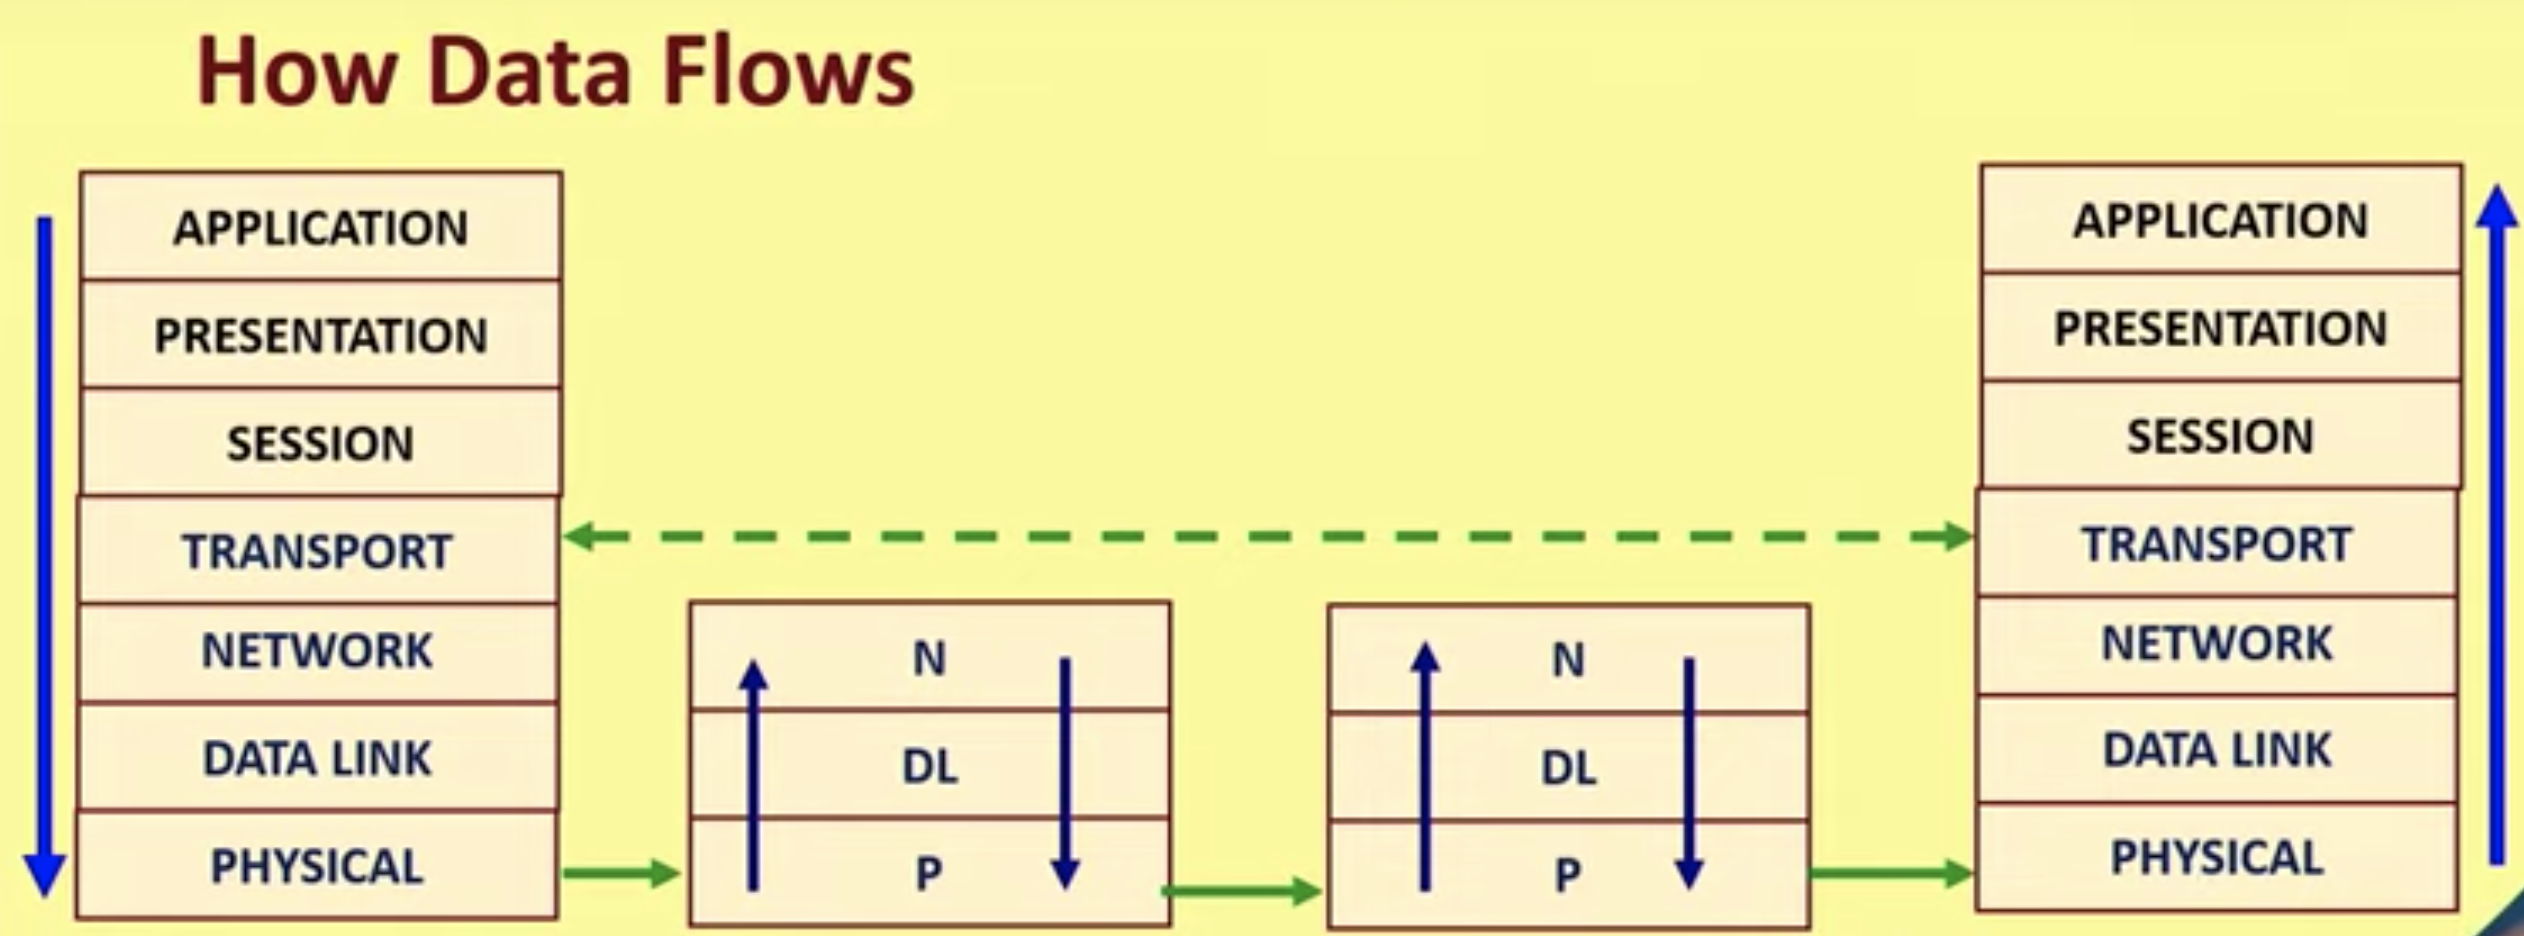 How Data Flows
APPLICATION
PRESENTATION
SESSION
TRANSPORT
NETWORK
DATA LINK
PHYSICAL
N
DL
P
N
DL
P
APPLICATION
PRESENTATION
SESSION
TRANSPORT
NETWORK
DATA LINK
PHYSICAL